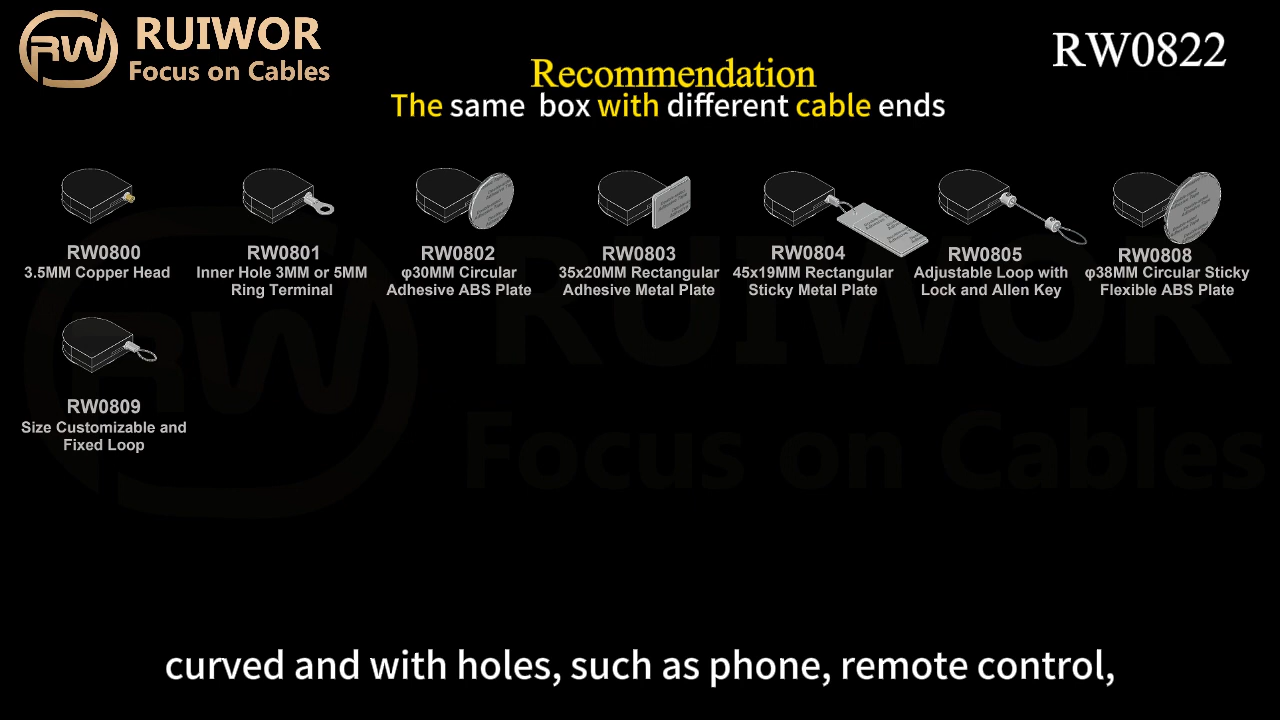 RW
RUIWOR
Focus on Cables
RW0822
Recommendation
The same box with different cable ends
RW0800
3.5MM Copper Head
RW0801
Inner Hole 3MM or 5MM
Ring Terminal
RW0802
φ30MM Circular
Adhesive ABS Plate
RW0803
35x20MM Rectangular
Adhesive Metal Plate
RW0804
45x19MM Rectangular
Sticky Metal Plate
RW0805
Adjustable Loop with
Lock and Allen Key
RW0808
φ38MM Circular Sticky
Flexible ABS Plate
RW0809
Size Customizable and
Fixed Loop
RW
RUIWOR
Focus on Cables
curved and with holes, such as phone, remote control,